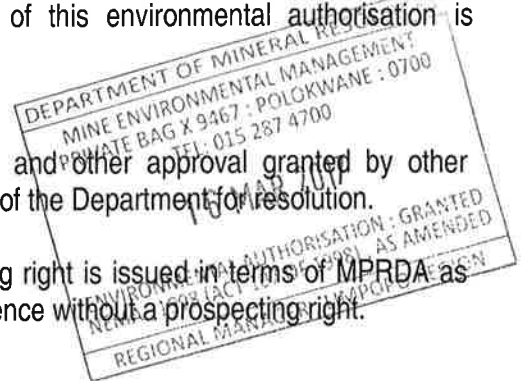 of this environmental authorisation is
DEPARTMENT OF MINERAL
MINE ENVIRONMENTAL MANAGEMENT
PRIVATE BAG X 9467 : POLOKWANE : 0700
TEL: 015 287 4700
and other approval granted by other
of the Department for resolution.
MAR
ENVIRONMENTAL AUTHORISATION : GRANTED
AS AMENDED
g right is issued in terms of MPRDA as
ence without a prospecting right.
REGIONAL MANAGER